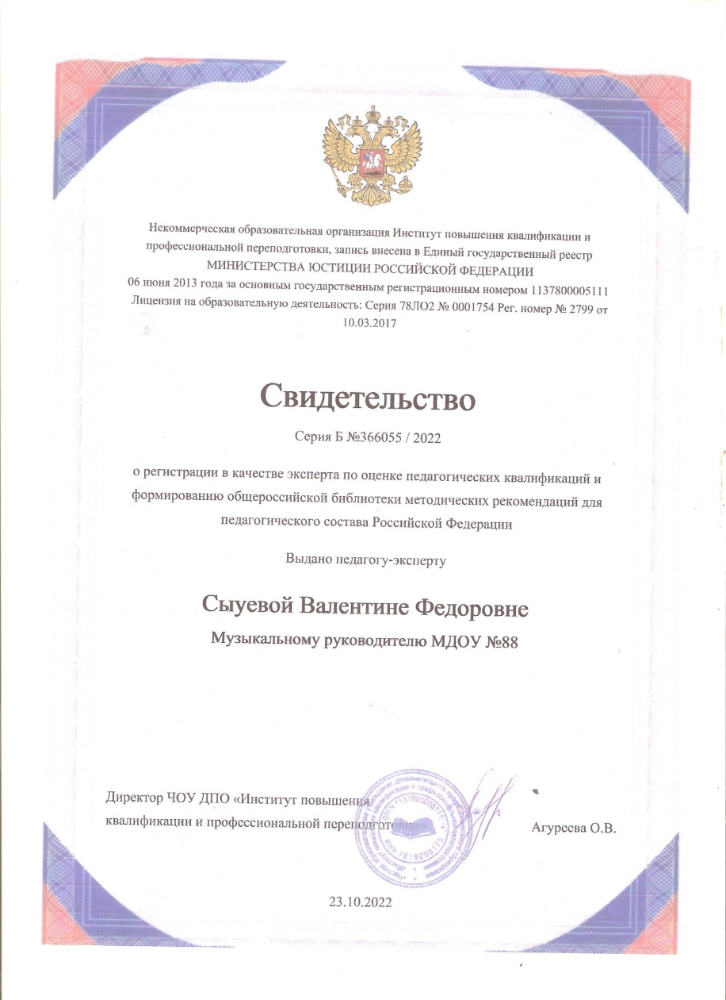 Некоммерческая образовательная организация Институт повышения квалификации и
профессиональной переподготовки, запись внесена в Единый государственный реестр
МИНИСТЕРСТВА ЮСТИЦИИ РОССИЙСКОЙ ФЕДЕРАЦИИ
06 июня 2013 года за основным государственным регистрационным номером 1137800005111
Лицензия на образовательную деятельность: Серия 78ЛО2 № 0001754 Рег. номер № 2799 от
10.03.2017
Свидетельство
Серия Б №366055 / 2022
о регистрации в качестве эксперта по оценке педагогических квалификаций и
формированию общероссийской библиотеки методических рекомендаций для
педагогического состава Российской Федерации
Выдано педагогу-эксперту
Сыуевой Валентине Федоровне
Музыкальному руководителю МДОУ №88
Директор ЧОУ ДПО «Институт повышения
квалификации и профессиональной переподготовки»
Агуреева О.В.
23.10.2022